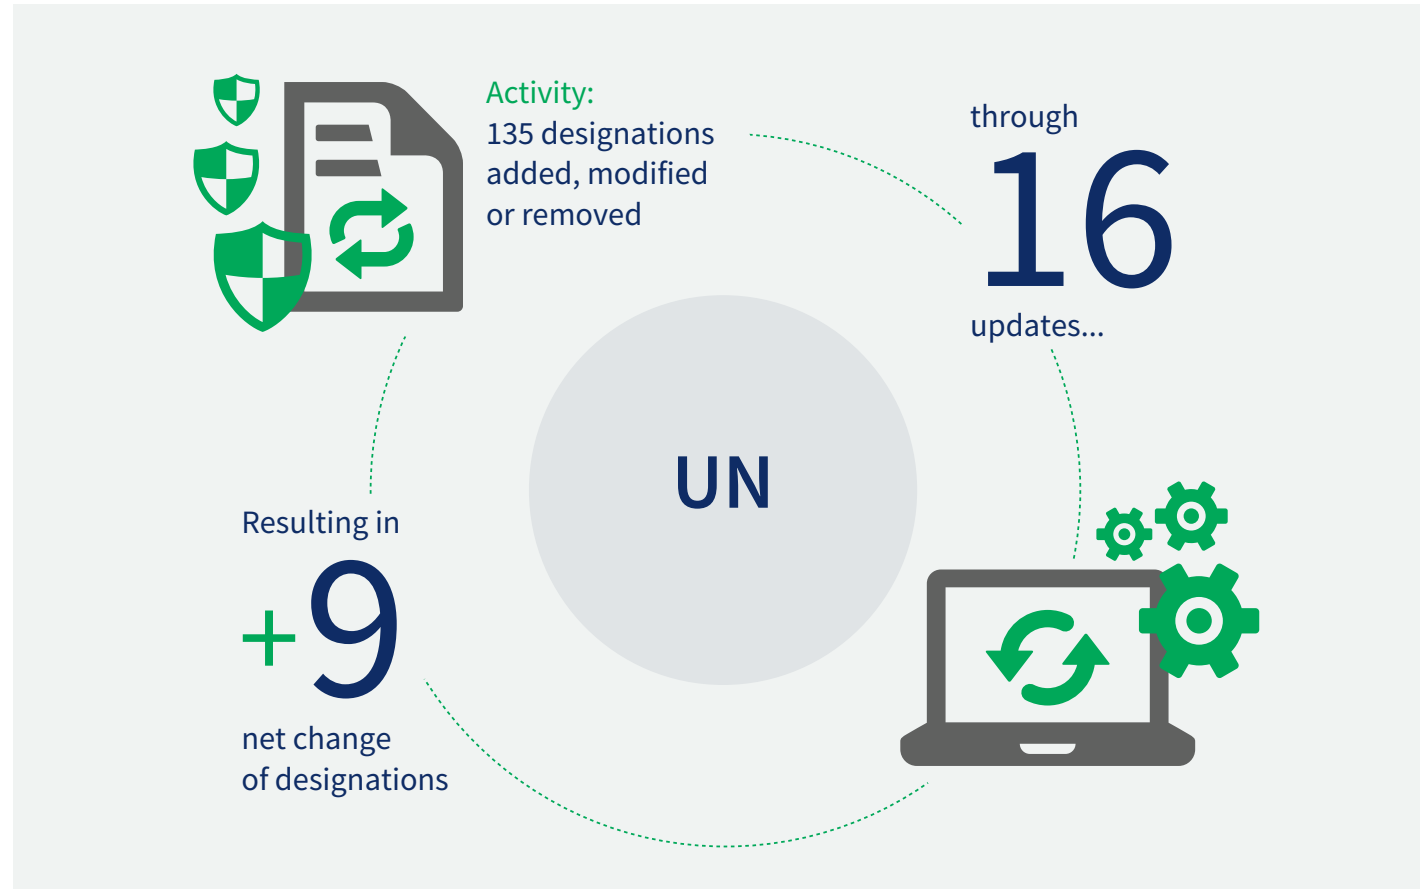 Activity:
135 designations
added, modified
or removed
through
16
updates...
UN
Resulting in
+9
net change
of designations